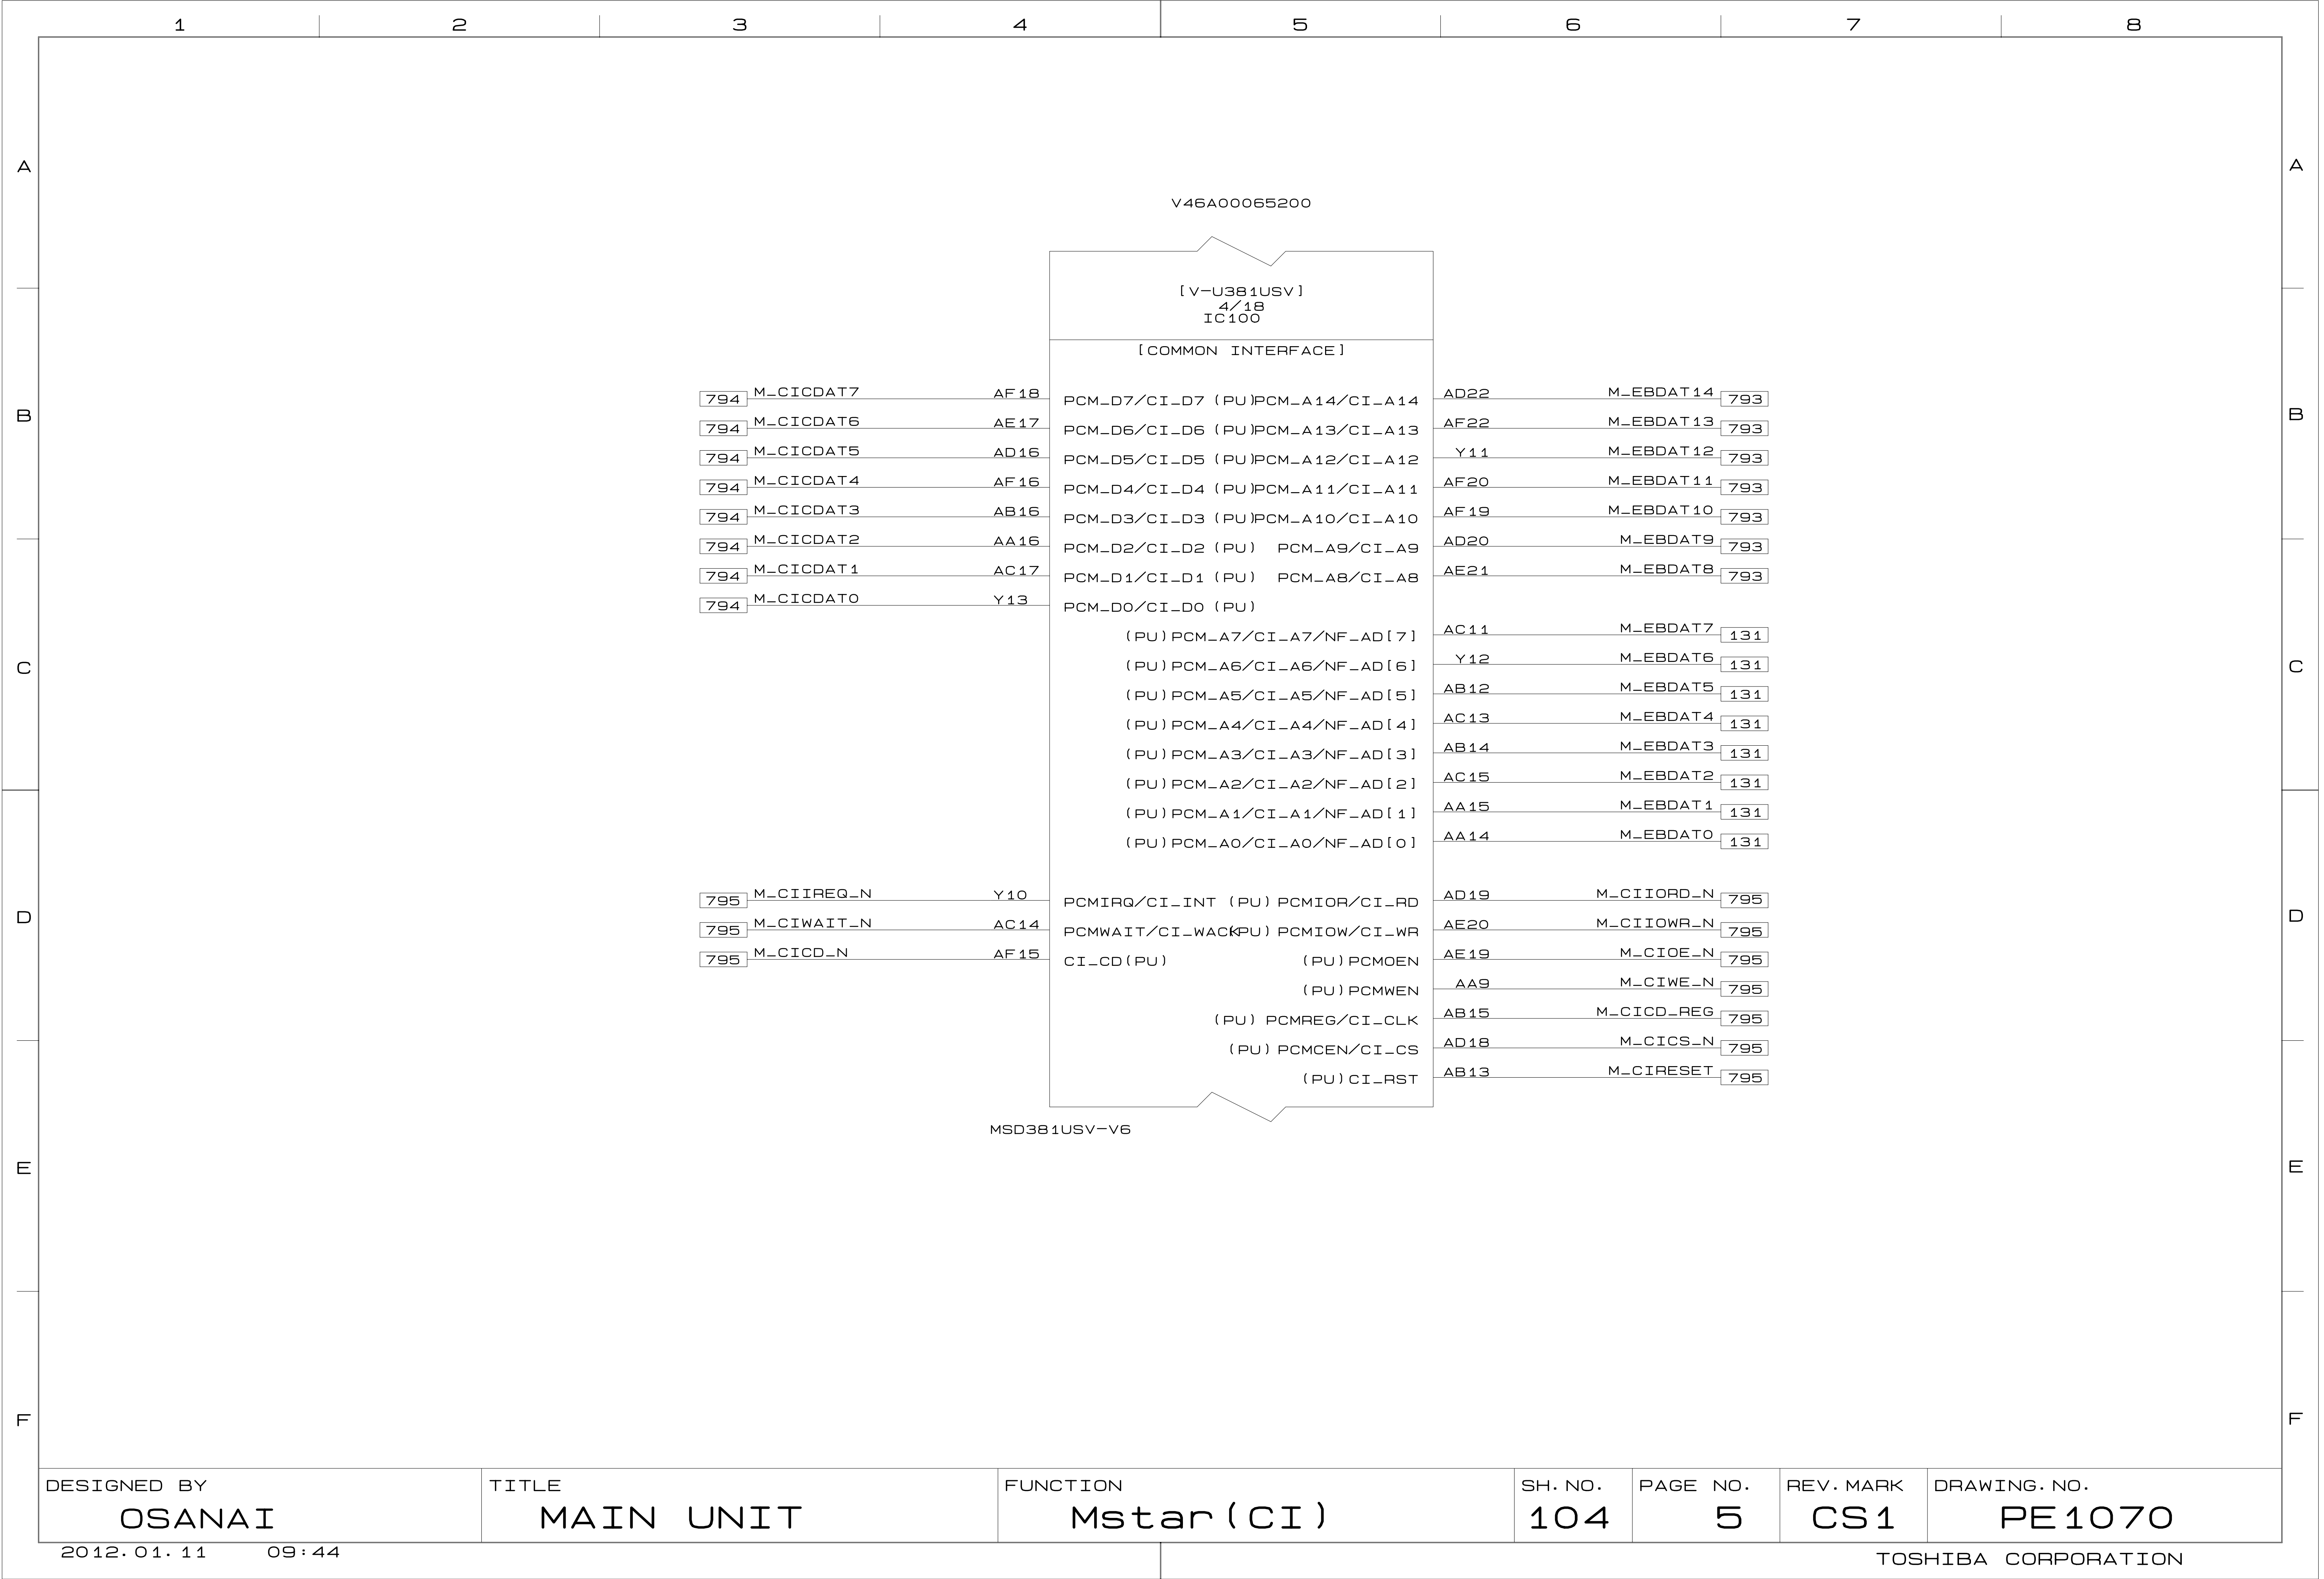 1 2 3 4 5 6 7 8
A A
V46A00065200
[V-U381USV]
4/18
IC100
[COMMON INTERFACE]
794 M_CICDAT7 AF18 PCM_D7/CI_D7 (PU) PCM_A14/CI_A14 AD22 M_EBDAT14 793
B B
794 M_CICDAT6 AE17 PCM_D6/CI_D6 (PU) PCM_A13/CI_A13 AF22 M_EBDAT13 793
794 M_CICDAT5 AD16 PCM_D5/CI_D5 (PU) PCM_A12/CI_A12 Y11 M_EBDAT12 793
794 M_CICDAT4 AF16 PCM_D4/CI_D4 (PU) PCM_A11/CI_A11 AF20 M_EBDAT11 793
794 M_CICDAT3 AB16 PCM_D3/CI_D3 (PU) PCM_A10/CI_A10 AF19 M_EBDAT10 793
794 M_CICDAT2 AA16 PCM_D2/CI_D2 (PU) PCM_A9/CI_A9 AD20 M_EBDAT9 793
794 M_CICDAT1 AC17 PCM_D1/CI_D1 (PU) PCM_A8/CI_A8 AE21 M_EBDAT8 793
794 M_CICDAT0 Y13 PCM_D0/CI_D0 (PU)
(PU)PCM_A7/CI_A7/NF_AD[7] AC11 M_EBDAT7 131
C (PU)PCM_A6/CI_A6/NF_AD[6] Y12 M_EBDAT6 131 C
(PU)PCM_A5/CI_A5/NF_AD[5] AB12 M_EBDAT5 131
(PU)PCM_A4/CI_A4/NF_AD[4] AC13 M_EBDAT4 131
(PU)PCM_A3/CI_A3/NF_AD[3] AB14 M_EBDAT3 131
(PU)PCM_A2/CI_A2/NF_AD[2] AC15 M_EBDAT2 131
(PU)PCM_A1/CI_A1/NF_AD[1] AA15 M_EBDAT1 131
(PU)PCM_A0/CI_A0/NF_AD[0] AA14 M_EBDAT0 131
795 M_CIIREQ_N Y10 PCMIRQ/CI_INT (PU) PCMIOR/CI_RD AD19 M_CIIORD_N 795
D D
795 M_CIWAIT_N AC14 PCMWAIT/CI_WACK(PU) PCMIOW/CI_WR AE20 M_CIIOWR_N 795
795 M_CICD_N AF15 CI_CD(PU) (PU)PCMOEN AE19 M_CIOE_N 795
(PU)PCMWEN AA9 M_CIWE_N 795
(PU) PCMREG/CI_CLK AB15 M_CICD_REG 795
(PU) PCMCEN/CI_CS AD18 M_CICS_N 795
(PU)CI_RST AB13 M_CIRESET 795
MSD381USV-V6
E E
F F
DESIGNED BY TITLE FUNCTION SH.NO. PAGE NO. REV.MARK DRAWING.NO.
OSANAI MAIN UNIT Mstar(CI) 104 5 CS1 PE1070
2012.01.11 09:44 TOSHIBA CORPORATION